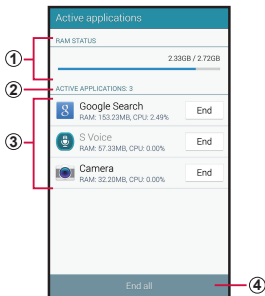 Active applications
RAM STATUS
1
2.33GB / 2.72GB
2
ACTIVE APPLICATIONS: 3
8
Google Search
RAM: 153.23MB, CPU: 2.49%
End
3
S Voice
RAM: 57.33MB, CPU: 0.00%
End
Camera
RAM: 32.20MB, CPU: 0.00%
End
End all
4